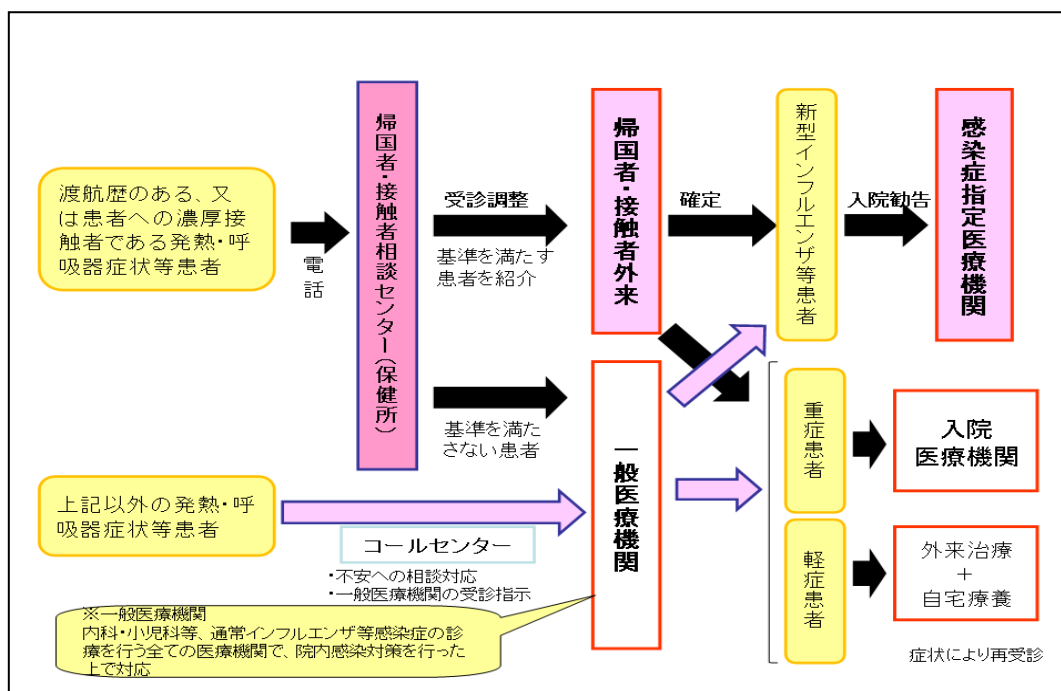 渡航歴のある、又
は患者への濃厚接
触者である発熱・呼
吸器症状等患者
電話
帰国者・接触者相談センター(保健所)
受診調整
基準を満たす
患者を紹介
帰国者・接触者外来
確定
新型インフルエンザ等患者
入院勧告
感染症指定医療機関
基準を満た
さない患者
上記以外の発熱・呼
吸器症状等患者
コールセンター
・不安への相談対応
・一般医療機関の受診指示
一般医療機関
重症患者
入院
医療機関
軽症患者
外来治療
+
自宅療養
症状により再受診
※一般医療機関
内科・小児科等、通常インフルエンザ等感染症の診
療を行う全ての医療機関で、院内感染対策を行った
上で対応